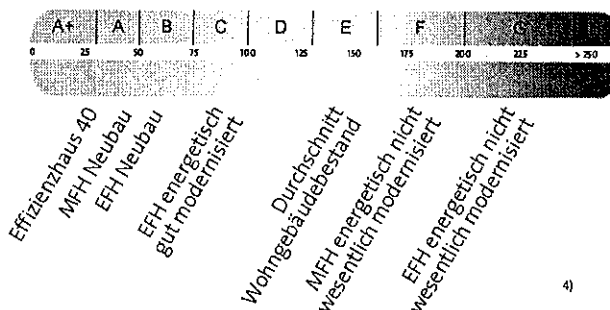 A+ A B C D E F G
0 25 50 75 100 125 150 175 200 225 >250
Effizienzhaus 40
MFH Neubau
EFH Neubau
EFH energetisch
gut modernisiert
Durchschnitt
Wohngebäudebestand
MFH energetisch nicht
wesentlich modernisiert
EFH energetisch nicht
wesentlich modernisiert
4)